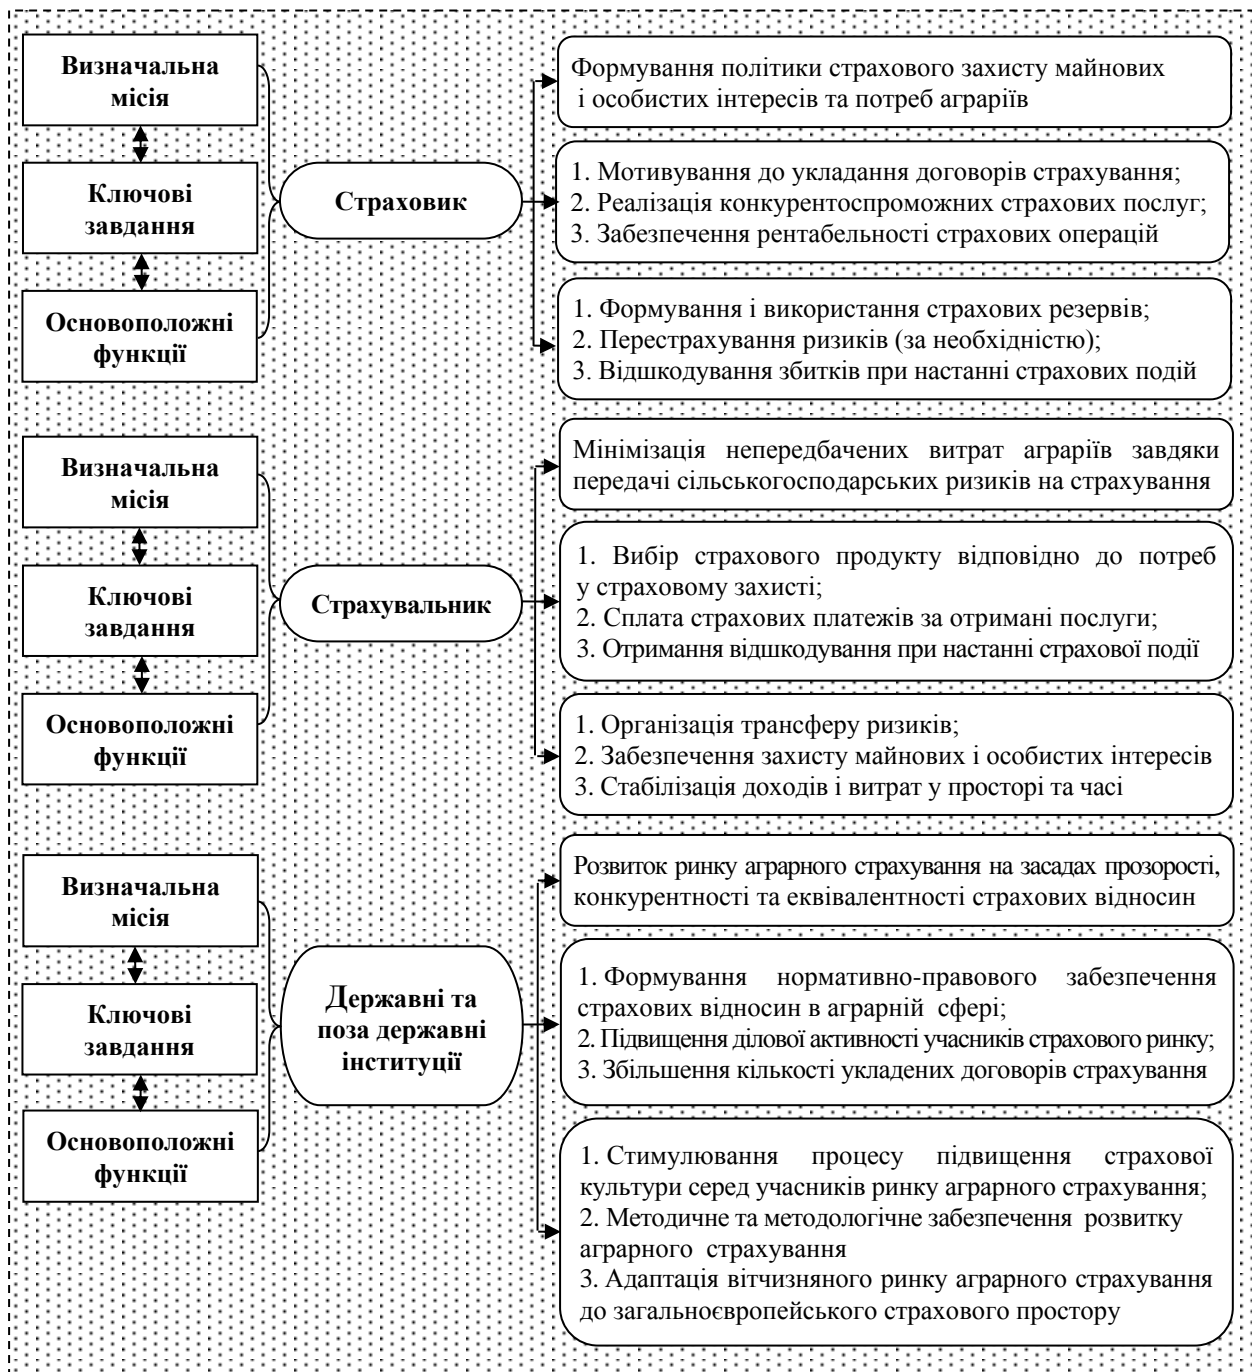 Визначальна
місія
Ключові
завдання
Основоположні
функції
Страховик
Формування політики страхового захисту майнових
і особистих інтересів та потреб аграріїв
1. Мотивування до укладання договорів страхування;
2. Реалізація конкурентоспроможних страхових послуг;
3. Забезпечення рентабельності страхових операцій
1. Формування і використання страхових резервів;
2. Перестрахування ризиків (за необхідністю);
3. Відшкодування збитків при настанні страхових подій
Визначальна
місія
Ключові
завдання
Основоположні
функції
Страхувальник
Мінімізація непередбачених витрат аграріїв завдяки
передачі сільськогосподарських ризиків на страхування
1. Вибір страхового продукту відповідно до потреб
у страховому захисті;
2. Сплата страхових платежів за отримані послуги;
3. Отримання відшкодування при настанні страхової події
1. Організація трансферу ризиків;
2. Забезпечення захисту майнових і особистих інтересів
3. Стабілізація доходів і витрат у просторі та часі
Визначальна
місія
Ключові
завдання
Основоположні
функції
Державні та
поза державні
інституції
Розвиток ринку аграрного страхування на засадах прозорості,
конкурентності та еквівалентності страхових відносин
1. Формування нормативно-правового забезпечення
страхових відносин в аграрній сфері;
2. Підвищення ділової активності учасників страхового ринку;
3. Збільшення кількості укладених договорів страхування
1. Стимулювання процесу підвищення страхової
культури серед учасників ринку аграрного страхування;
2. Методичне та методологічне забезпечення розвитку
аграрного страхування
3. Адаптація вітчизняного ринку аграрного страхування
до загальноєвропейського страхового простору